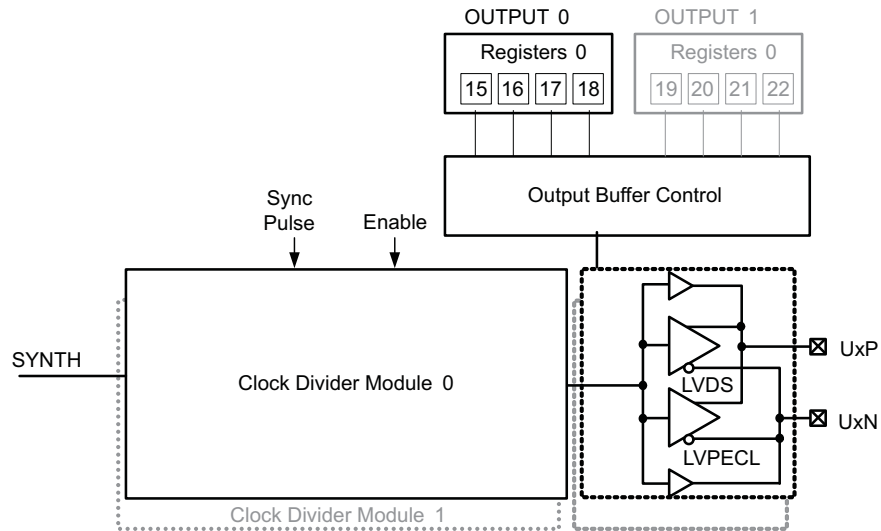 OUTPUT 0
OUTPUT 1
Registers 0
Registers 0
15 16 17 18
19 20 21 22
Output Buffer Control
Sync
Pulse
Enable
SYNTH
Clock Divider Module 0
LVDS
LVPECL
UxP
UxN
Clock Divider Module 1